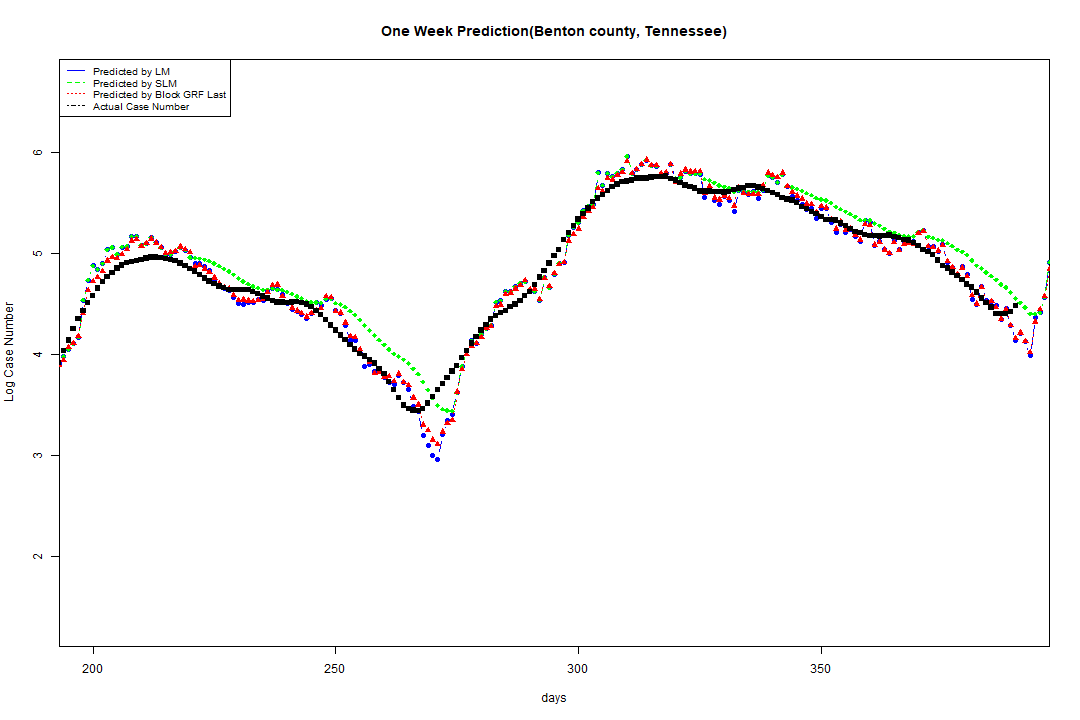 One Week Prediction(Benton county, Tennessee)
Predicted by LM
Predicted by SLM
Predicted by Block GRF Last
Actual Case Number
6
5
4
3
2
Log Case Number
200 250 300 350
days